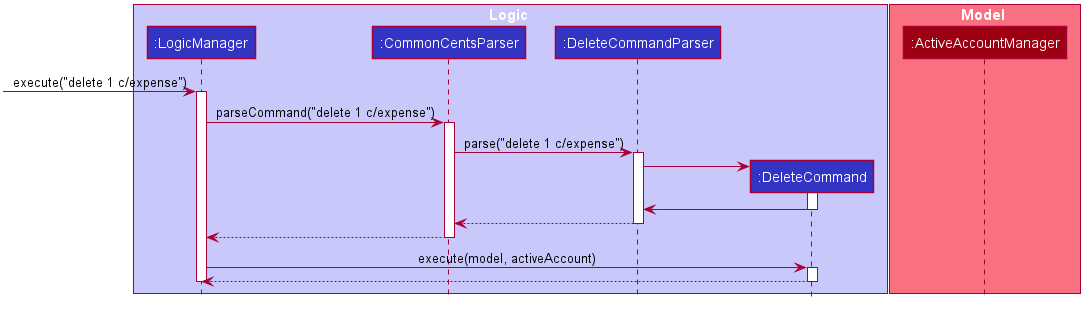 Logic
Model
:LogicManager
:CommonCentsParser
:DeleteCommandParser
:ActiveAccountManager
execute("delete 1 c/expense")
parseCommand("delete 1 c/expense")
parse("delete 1 c/expense")
:DeleteCommand
execute(model, activeAccount)